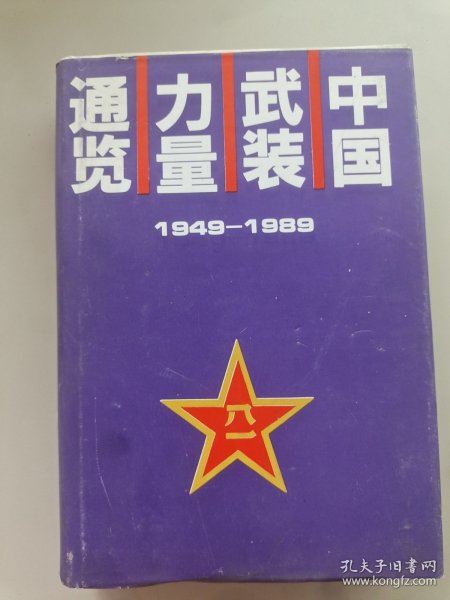 中国
武装
力量
通览
1949-1989
八一
孔夫子旧书网
www.kongfz.com